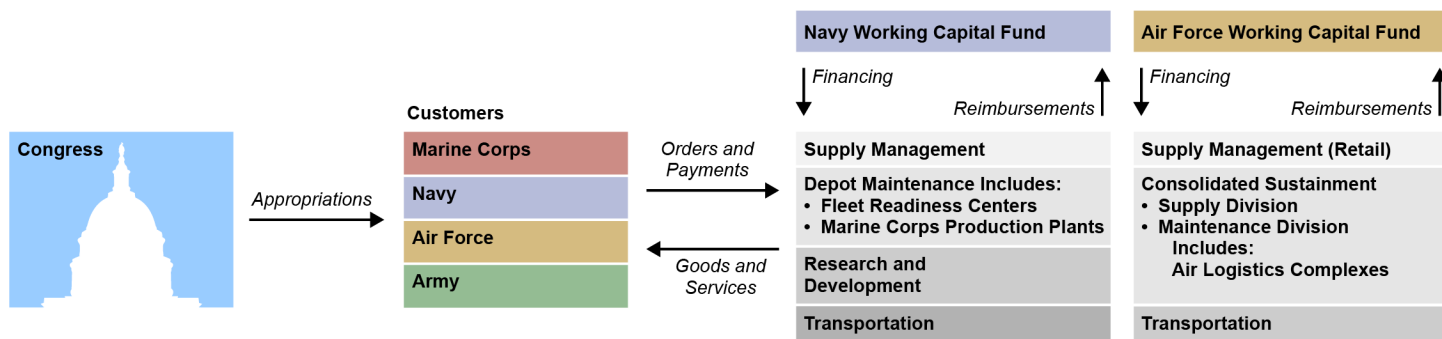 Congress
Appropriations
Customers
Marine Corps
Navy
Air Force
Army
Orders and
Payments
Goods and
Services
Navy Working Capital Fund
Financing
Reimbursements
Supply Management
Depot Maintenance Includes:
• Fleet Readiness Centers
• Marine Corps Production Plants
Research and
Development
Transportation
Air Force Working Capital Fund
Financing
Reimbursements
Supply Management (Retail)
Consolidated Sustainment
• Supply Division
• Maintenance Division
Includes:
Air Logistics Complexes
Transportation